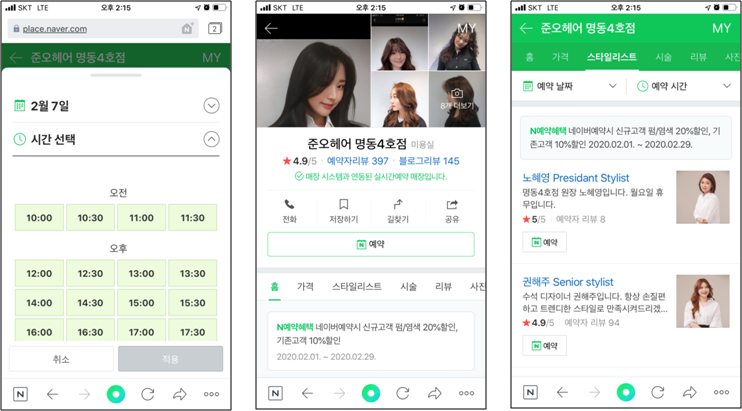 SKT LTE 오후 2:15
place.naver.com N 2
준오헤어 명동4호점 MY
2월 7일
시간 선택
오전
10:00 10:30 11:00 11:30
오후
12:00 12:30 13:00 13:30
14:00 14:30 15:00 15:30
16:00 16:30 17:00 17:30
취소 적용
N
SKT LTE 오후 2:15
MY
8개 더보기
준오헤어 명동4호점 미용실
4.9/5 · 예약자리뷰 397 · 블로그리뷰 145
매장 시스템과 연동된 실시간예약 매장입니다.
전화 저장하기 길찾기 공유
N 예약
홈 가격 스타일리스트 시술 리뷰 사진
N예약혜택 네이버예약시 신규고객 펌/염색 20%할인,
기존고객 10%할인
2020.02.01. ~ 2020.02.29.
N
SKT LTE 오후 2:15
준오헤어 명동4호점 MY
홈 가격 스타일리스트 시술 리뷰 사진
예약 날짜 예약 시간
N예약혜택 네이버예약시 신규고객 펌/염색 20%할인, 기
존고객 10%할인 2020.02.01. ~ 2020.02.29.
노혜영 Presidant Stylist
명동4호점 원장 노혜영입니다. 월요일 휴
무입니다.
5/5 예약자 리뷰 8
N 예약
권해주 Senior stylist
수석 디자이너 권해주입니다. 항상 손질편
하고 트렌디한 스타일로 만족시켜드리겠...
4.9/5 예약자 리뷰 94
N 예약
N